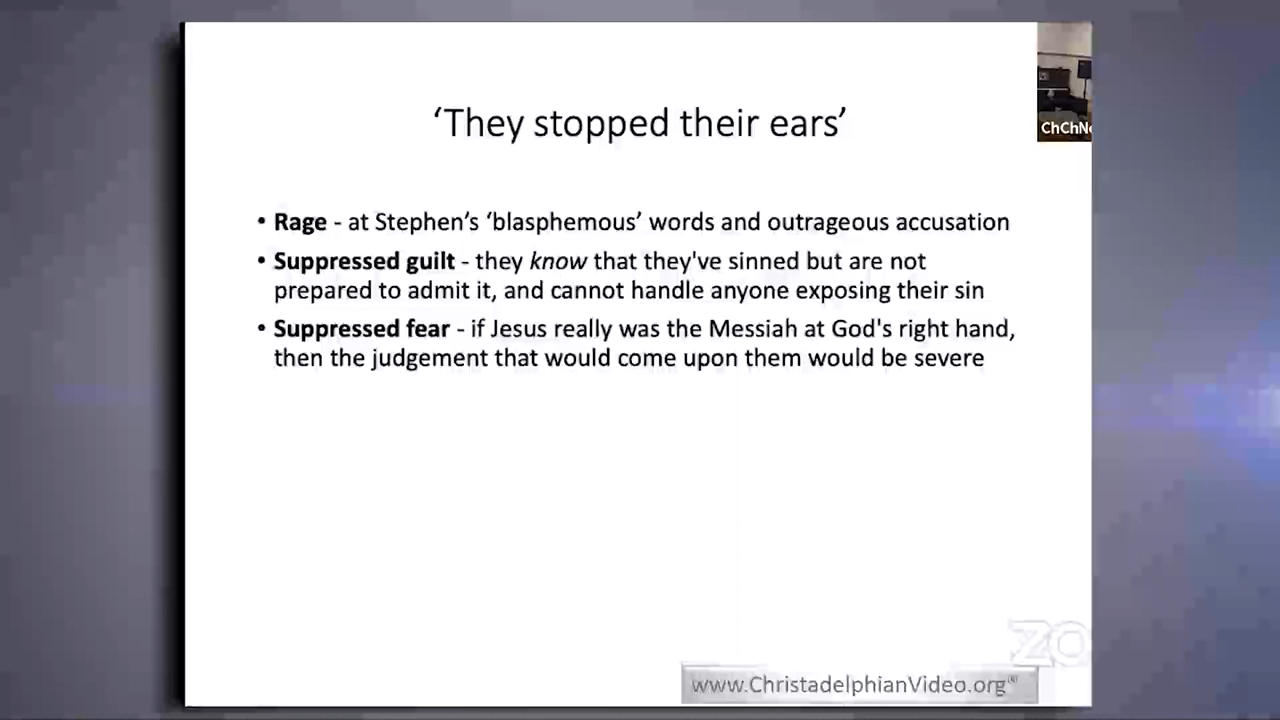 ‘They stopped their ears’
• Rage - at Stephen’s ‘blasphemous’ words and outrageous accusation
• Suppressed guilt - they know that they've sinned but are not
prepared to admit it, and cannot handle anyone exposing their sin
• Suppressed fear - if Jesus really was the Messiah at God's right hand,
then the judgement that would come upon them would be severe
www.ChristadelphianVideo.org